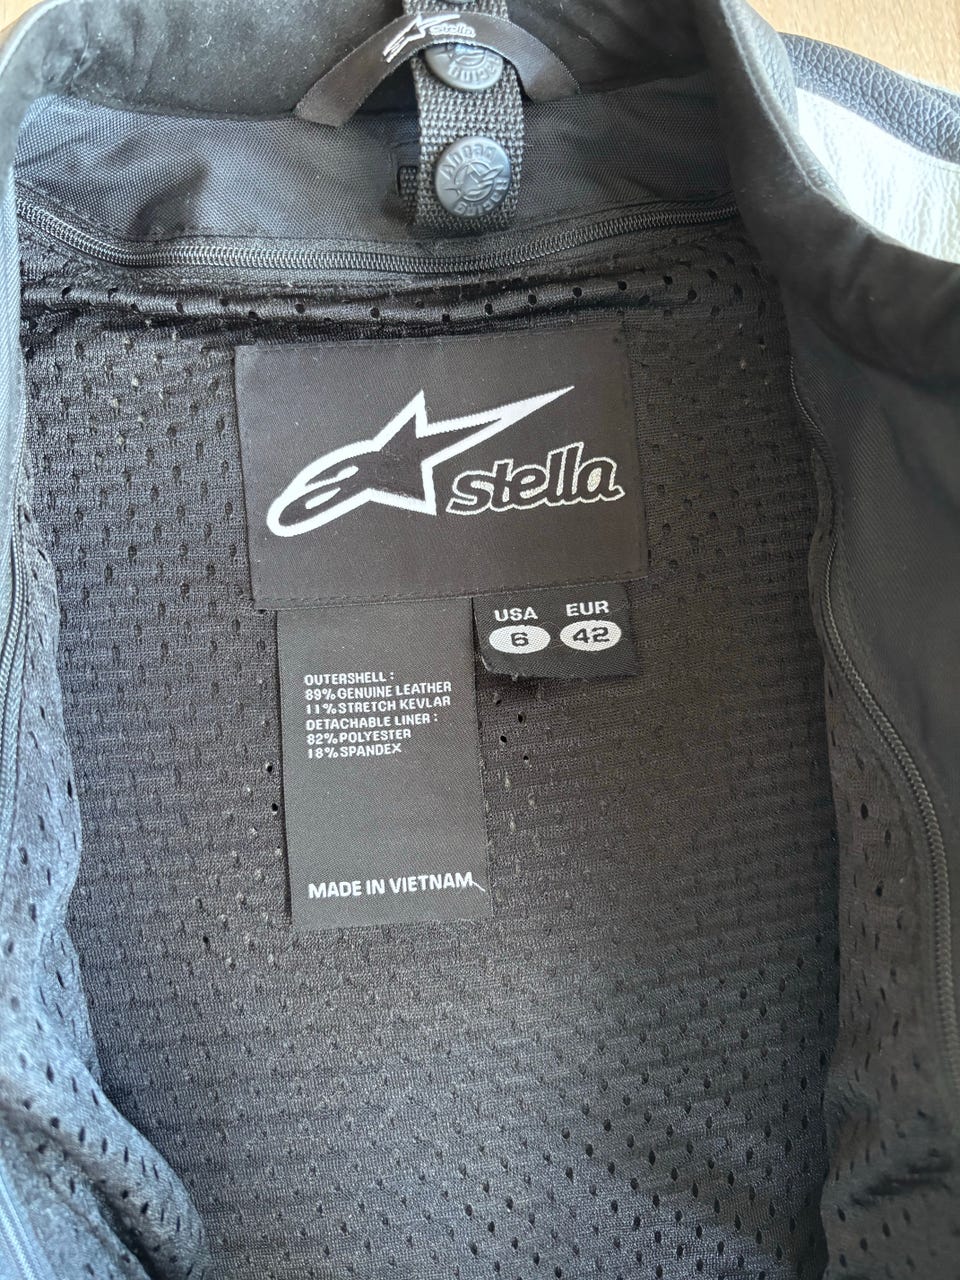 stella
stella
USA EUR
6 42
OUTERSHELL :
89% GENUINE LEATHER
11% STRETCH KEVLAR
DETACHABLE LINER :
82% POLYESTER
18% SPANDEX
MADE IN VIETNAM